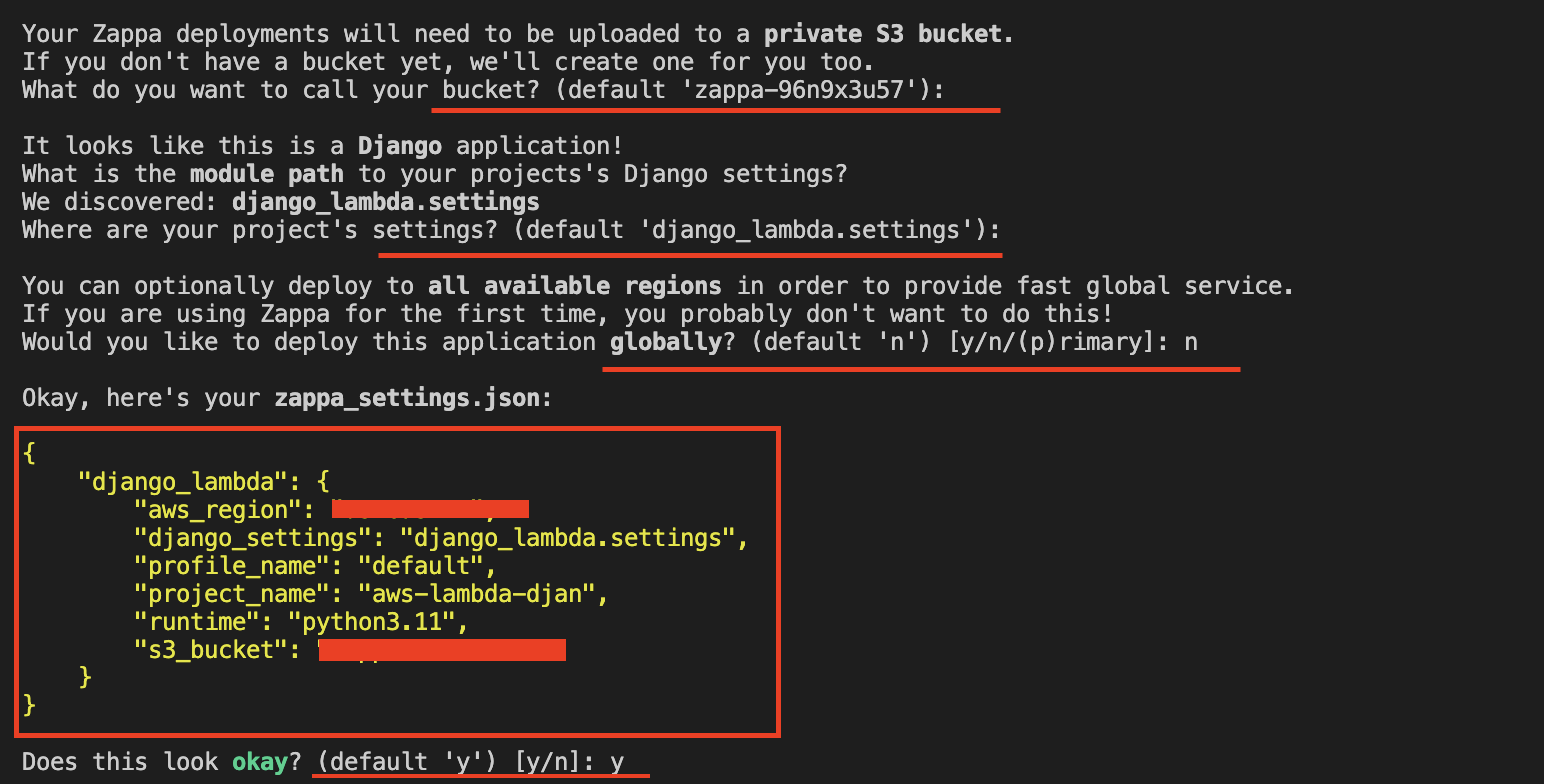 Your Zappa deployments will need to be uploaded to a private S3 bucket.
If you don't have a bucket yet, we'll create one for you too.
What do you want to call your bucket? (default 'zappa-96n9x3u57'):
It looks like this is a Django application!
What is the module path to your projects's Django settings?
We discovered: django_lambda.settings
Where are your project's settings? (default 'django_lambda.settings'):
You can optionally deploy to all available regions in order to provide fast global service.
If you are using Zappa for the first time, you probably don't want to do this!
Would you like to deploy this application globally? (default 'n') [y/n/(p)rimary]: n
Okay, here's your zappa_settings.json:
{
"django_lambda": {
"aws_region":
"django_settings": "django_lambda.settings",
"profile_name": "default",
"project_name": "aws-lambda-djan",
"runtime": "python3.11",
"s3_bucket":
}
}
Does this look okay? (default 'y') [y/n]: y